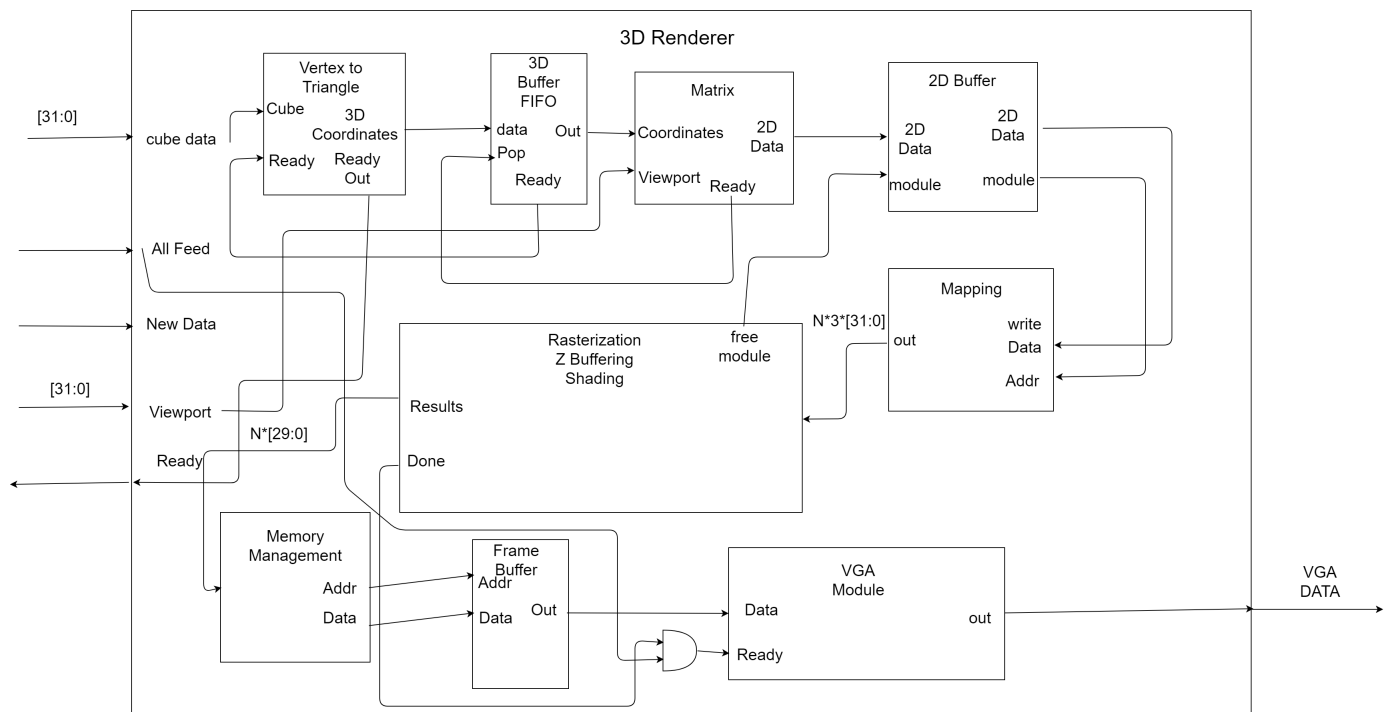 3D Renderer
[31:0]
cube data
All Feed
New Data
[31:0]
Viewport
Ready
Vertex to
Triangle
Cube
3D
Coordinates
Ready
Ready
Out
3D
Buffer
FIFO
data
Out
Pop
Ready
Matrix
Coordinates
2D
Data
Viewport
Ready
2D Buffer
2D
Data
2D
Data
module
module
Mapping
write
Data
out
Addr
N*3*[31:0]
Rasterization
Z Buffering
Shading
free
module
Results
Done
N*[29:0]
Memory
Management
Addr
Data
Frame
Buffer
Addr
Out
Data
VGA
Module
Data
out
Ready
VGA
DATA